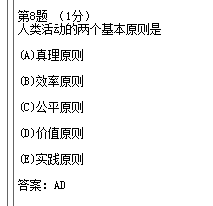 第8题 （1分）
人类活动的两个基本原则是
(A)真理原则
(B)效率原则
(C)公平原则
(D)价值原则
(E)实践原则
答案: AD